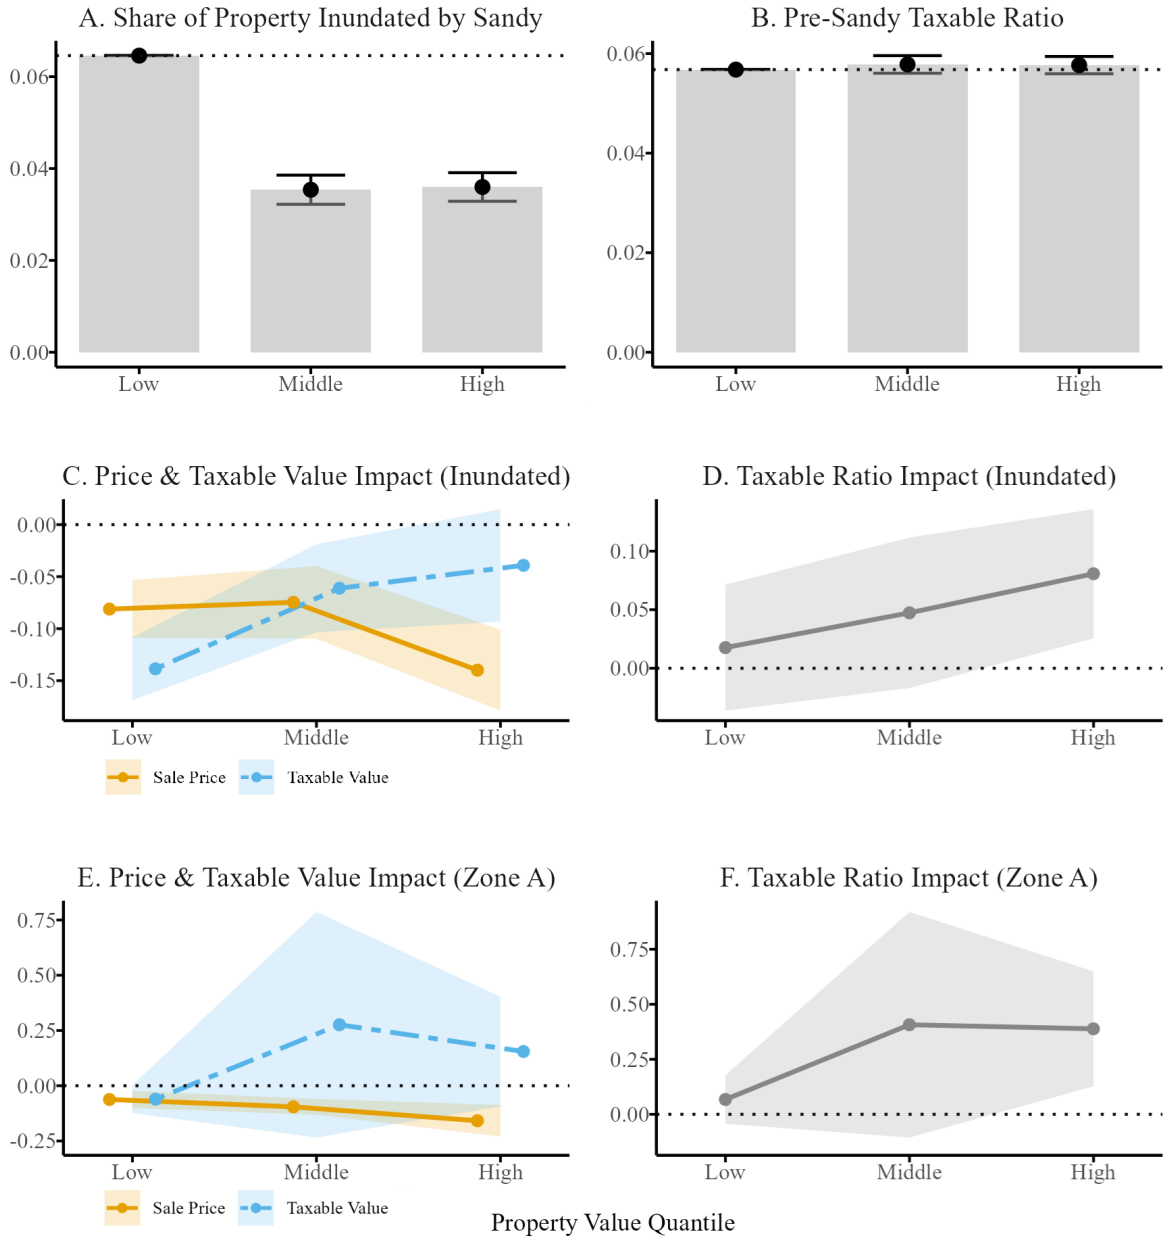 A. Share of Property Inundated by Sandy
0.06
0.04
0.02
0.00
Low Middle High
B. Pre-Sandy Taxable Ratio
0.06
0.04
0.02
0.00
Low Middle High
C. Price & Taxable Value Impact (Inundated)
0.00
-0.05
-0.10
-0.15
Low Middle High
Sale Price Taxable Value
D. Taxable Ratio Impact (Inundated)
0.10
0.05
0.00
Low Middle High
E. Price & Taxable Value Impact (Zone A)
0.75
0.50
0.25
0.00
-0.25
Low Middle High
Sale Price Taxable Value
F. Taxable Ratio Impact (Zone A)
0.75
0.50
0.25
0.00
Low Middle High
Property Value Quantile